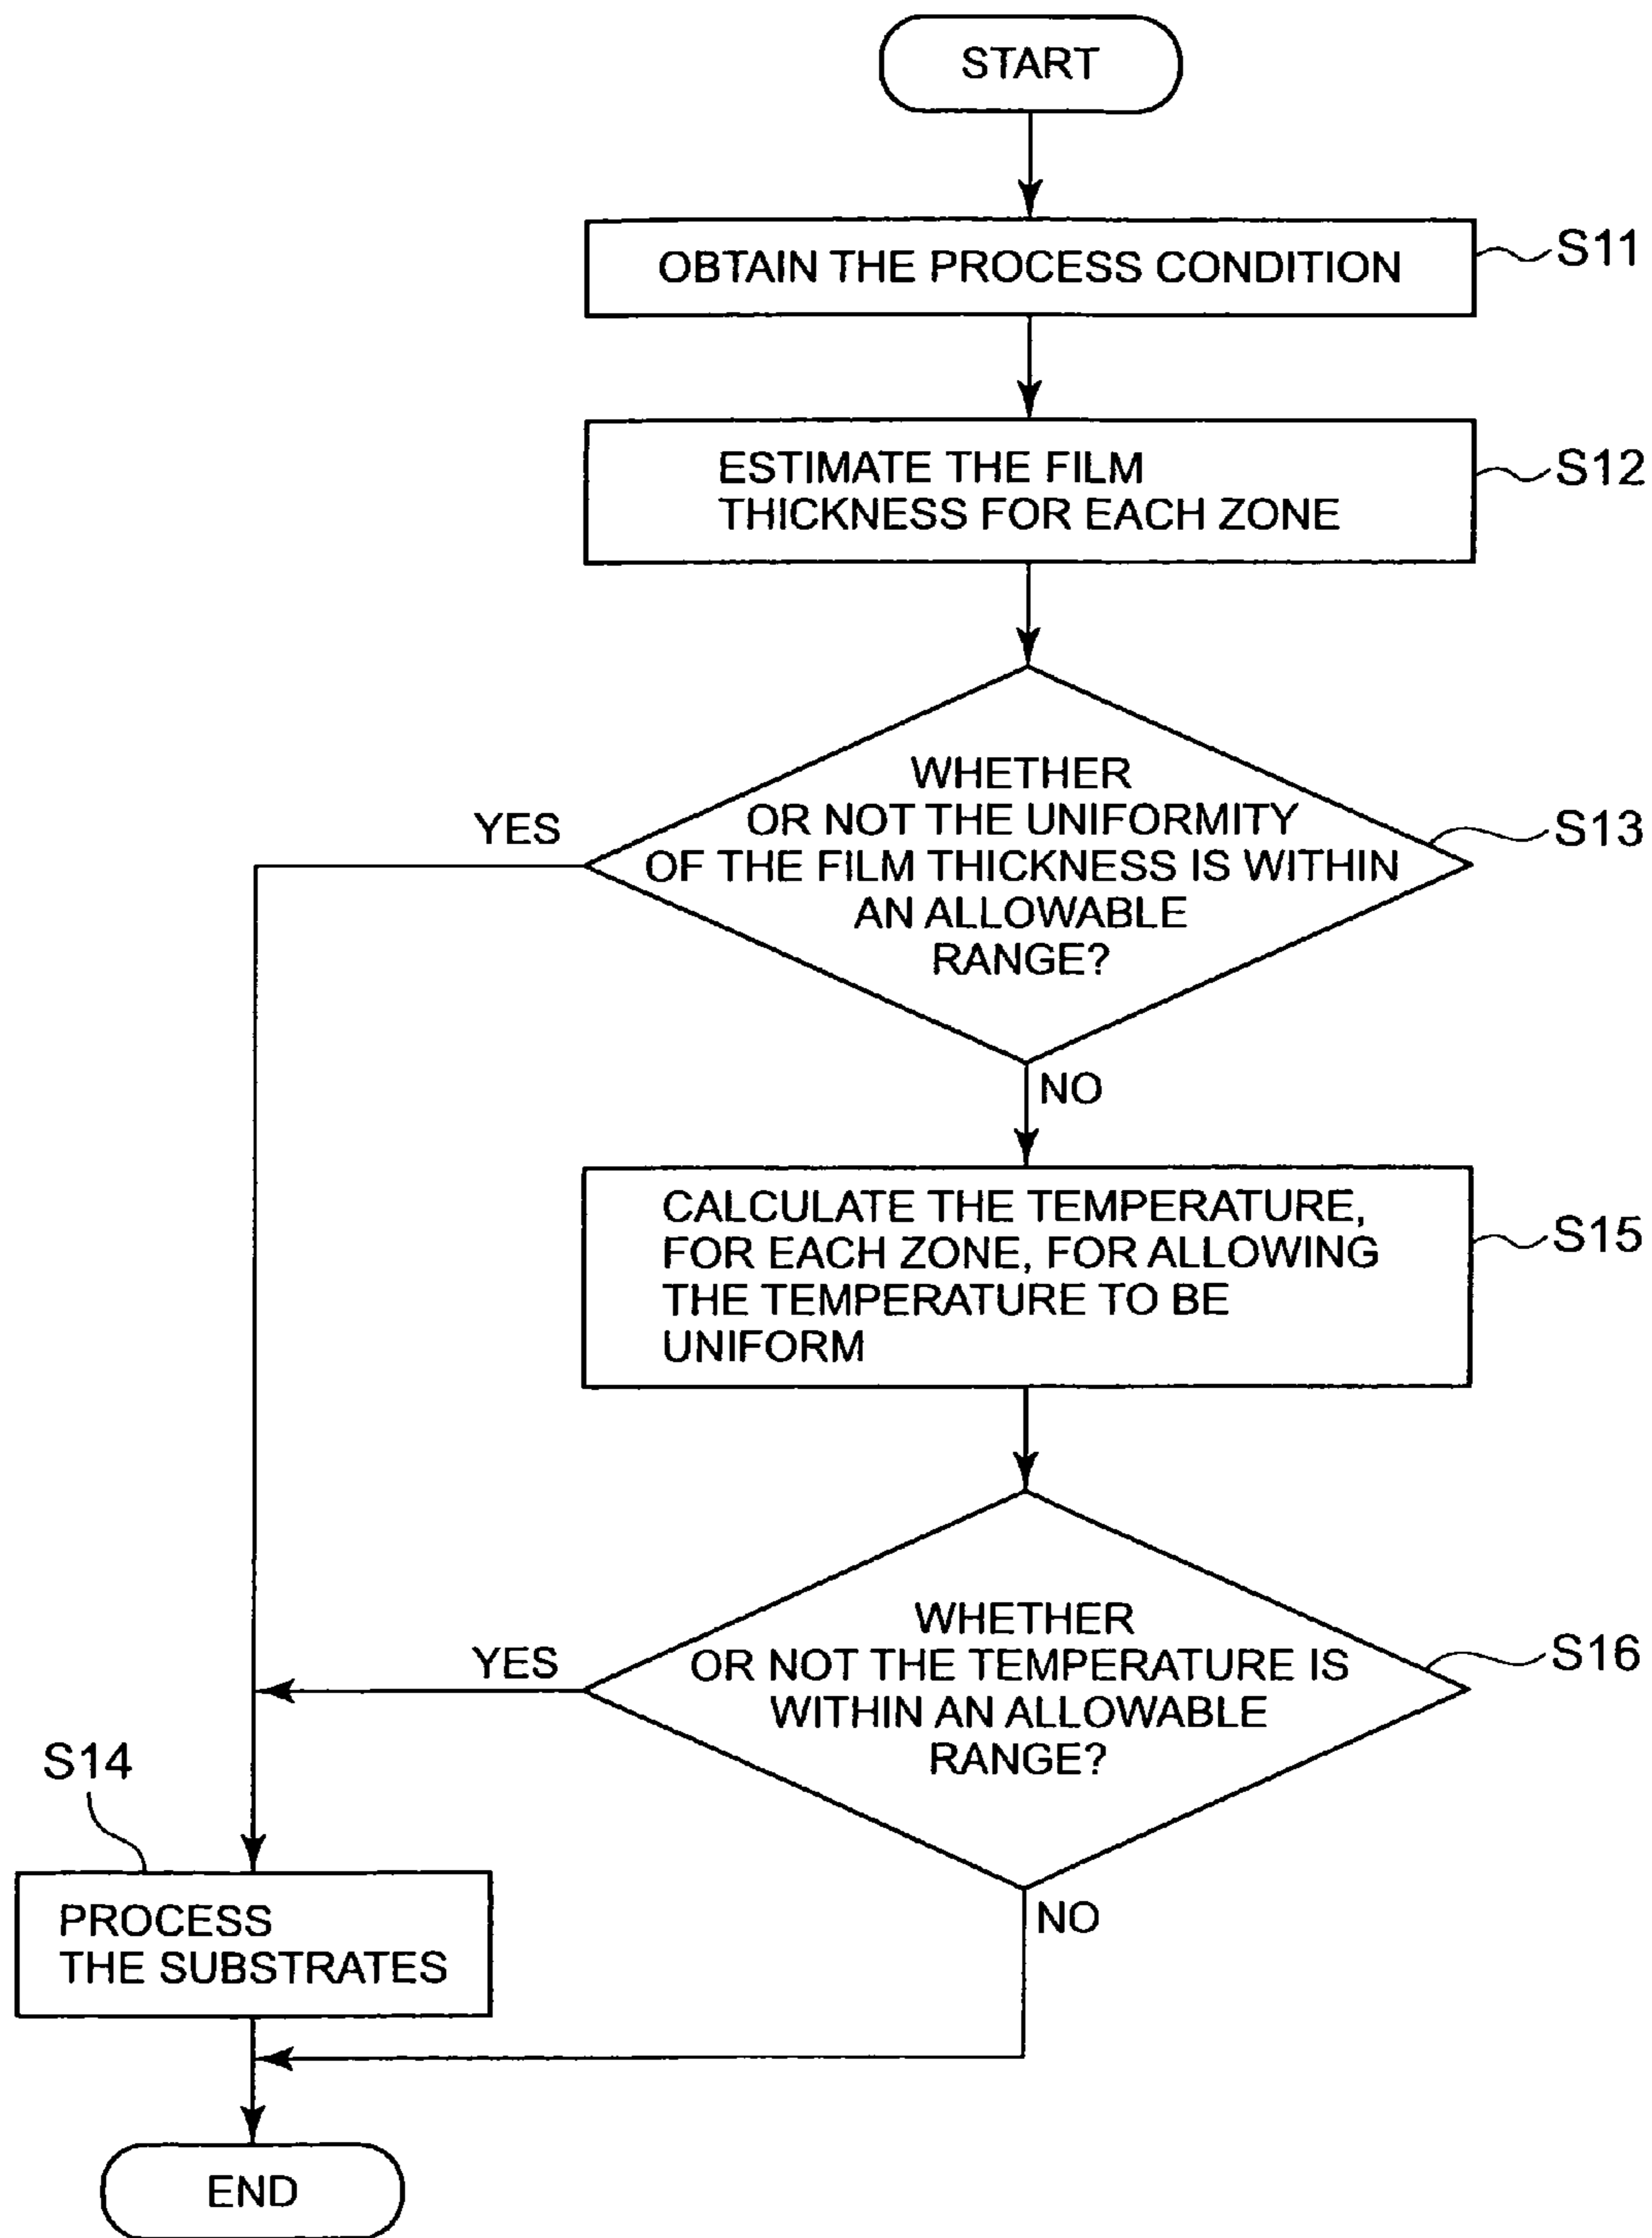 START
OBTAIN THE PROCESS CONDITION
S11
ESTIMATE THE FILM
THICKNESS FOR EACH ZONE
S12
WHETHER
OR NOT THE UNIFORMITY
OF THE FILM THICKNESS IS WITHIN
AN ALLOWABLE
RANGE?
S13
YES
NO
CALCULATE THE TEMPERATURE,
FOR EACH ZONE, FOR ALLOWING
THE TEMPERATURE TO BE
UNIFORM
S15
WHETHER
OR NOT THE TEMPERATURE IS
WITHIN AN ALLOWABLE
RANGE?
S16
YES
NO
S14
PROCESS
THE SUBSTRATES
END